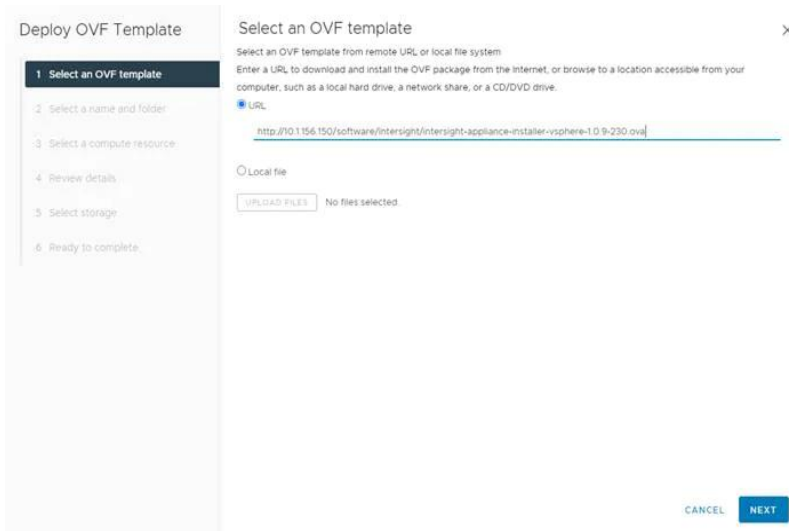 Deploy OVF Template
1 Select an OVF template
2 Select a name and folder
3 Select a compute resource
4 Review details
5 Select storage
6 Ready to complete
Select an OVF template
Select an OVF template from remote URL or local file system
Enter a URL to download and install the OVF package from the Internet, or browse to a location accessible from your
computer, such as a local hard drive, a network share, or a CD/DVD drive.
URL
http://10.1.156.150/software/Intersight/intersight-appliance-installer-vsphere-1.0.9-230.ova
Local file
UPLOAD FILES No files selected.
CANCEL NEXT